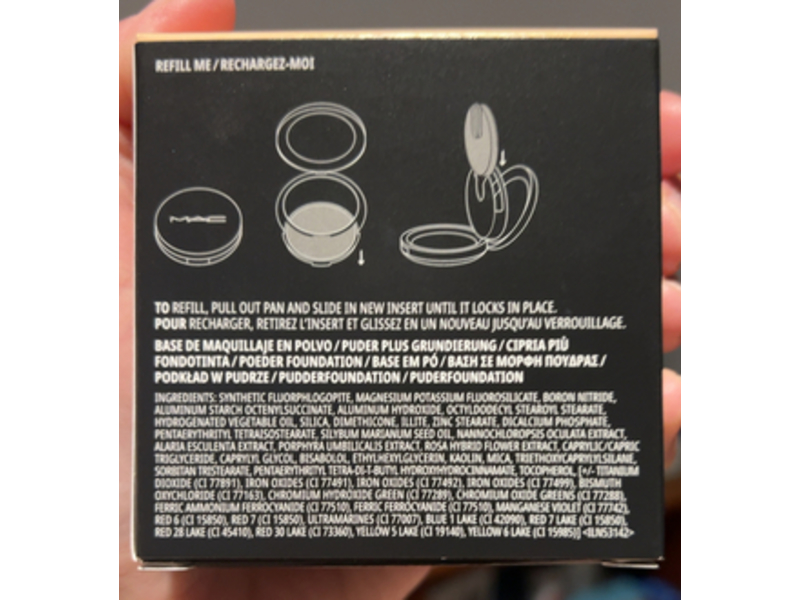 REFILL ME / RECHARGEZ-MOI
MAC
TO REFILL, PULL OUT PAN AND SLIDE IN NEW INSERT UNTIL IT LOCKS IN PLACE.
POUR RECHARGER, RETIREZ L'INSERT ET GLISSEZ EN UN NOUVEAU JUSQU'AU VERROUILLAGE.
BASE DE MAQUILLAJE EN POLVO / PUDER PLUS GRUNDIERUNG / CIPRIA PIÙ
FONDOTINTA / POEDER FOUNDATION / BASE EM PÓ / ΒΑΣΗ ΣΕ ΜΟΡΦΗ ΠΟΥΔΡΑΣ /
PODKŁAD W PUDRZE / PUDDERFOUNDATION / PUDERFOUNDATION
INGREDIENTS: SYNTHETIC FLUORPHLOGOPITE, MAGNESIUM POTASSIUM FLUOROSILICATE, BORON NITRIDE,
ALUMINUM STARCH OCTENYLSUCCINATE, ALUMINUM HYDROXIDE, OCTYLDODECYL STEAROYL STEARATE,
HYDROGENATED VEGETABLE OIL, SILICA, DIMETHICONE, ILLITE, ZINC STEARATE, DICALCIUM PHOSPHATE,
PENTAERYTHRITYL TETRAISOSTEARATE, SILYBUM MARIANUM SEED OIL, NANNOCHLOROPSIS OCULATA EXTRACT,
ALARIA ESCULENTA EXTRACT, PORPHYRA UMBILICALIS EXTRACT, ROSA HYBRID FLOWER EXTRACT, CAPRYLIC/CAPRIC
TRIGLYCERIDE, CAPRYLYL GLYCOL, BISABOLOL, ETHYLHEXYLGLYCERIN, KAOLIN, MICA, TRIETHOXYCAPRYLYLSILANE,
SORBITAN TRISTEARATE, PENTAERYTHRITYL TETRA-DI-T-BUTYL HYDROXYHYDROCINNAMATE, TOCOPHEROL, [+/- TITANIUM
DIOXIDE (CI 77891), IRON OXIDES (CI 77491), IRON OXIDES (CI 77492), IRON OXIDES (CI 77499), BISMUTH
OXYCHLORIDE (CI 77163), CHROMIUM HYDROXIDE GREEN (CI 77289), CHROMIUM OXIDE GREENS (CI 77288),
FERRIC AMMONIUM FERROCYANIDE (CI 77510), FERRIC FERROCYANIDE (CI 77510), MANGANESE VIOLET (CI 77742),
RED 6 (CI 15850), RED 7 (CI 15850), ULTRAMARINES (CI 77007), BLUE 1 LAKE (CI 42090), RED 7 LAKE (CI 15850),
RED 28 LAKE (CI 45410), RED 30 LAKE (CI 73360), YELLOW 5 LAKE (CI 19140), YELLOW 6 LAKE (CI 15985)] <ILN53142>